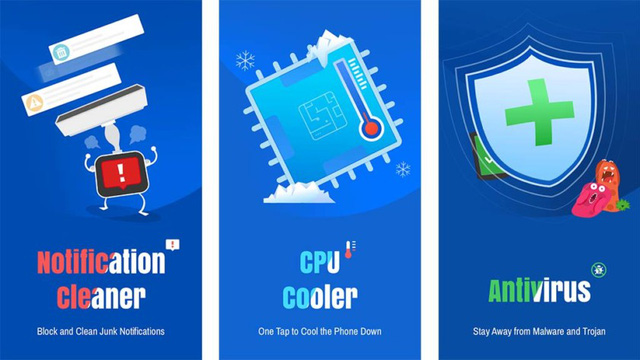 Notification
Cleaner
Block and Clean Junk Notifications
CPU
Cooler
One Tap to Cool the Phone Down
Antivirus
Stay Away from Malware and Trojan